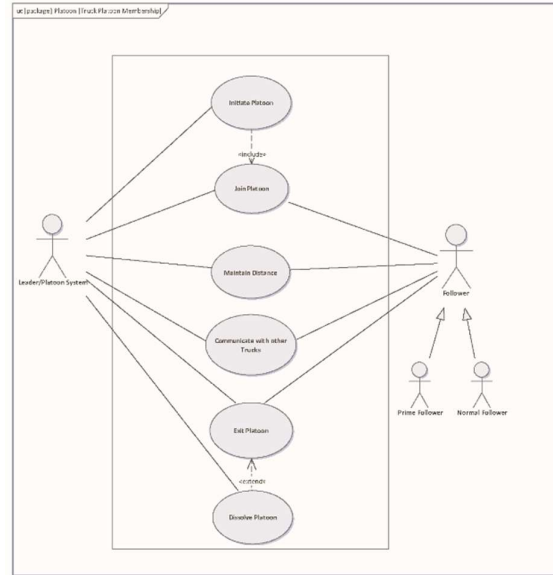 uc [package] Platoon [Truck Platoon Membership]
Initiate Platoon
«include»
Join Platoon
Leader/Platoon System
Maintain Distance
Follower
Communicate with other
Trucks
Prime Follower
Normal Follower
Exit Platoon
«extend»
Dissolve Platoon